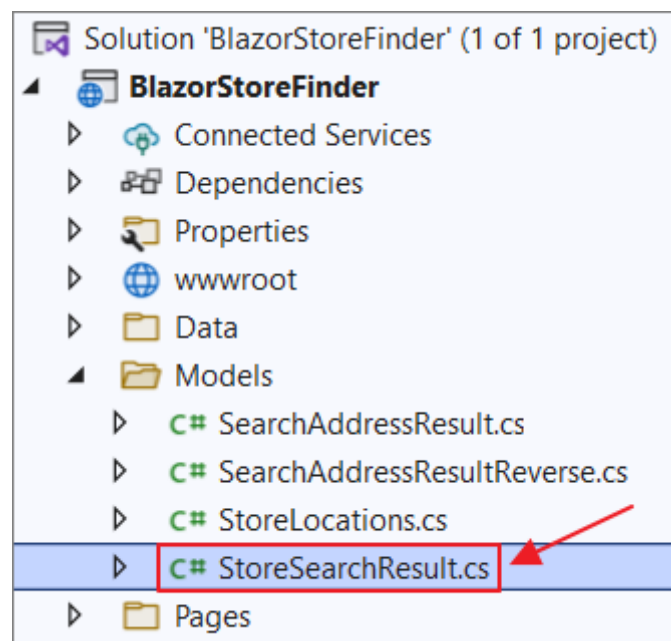 Solution 'BlazorStoreFinder' (1 of 1 project)
BlazorStoreFinder
Connected Services
Dependencies
Properties
wwwroot
Data
Models
C# SearchAddressResult.cs
C# SearchAddressResultReverse.cs
C# StoreLocations.cs
C# StoreSearchResult.cs
Pages